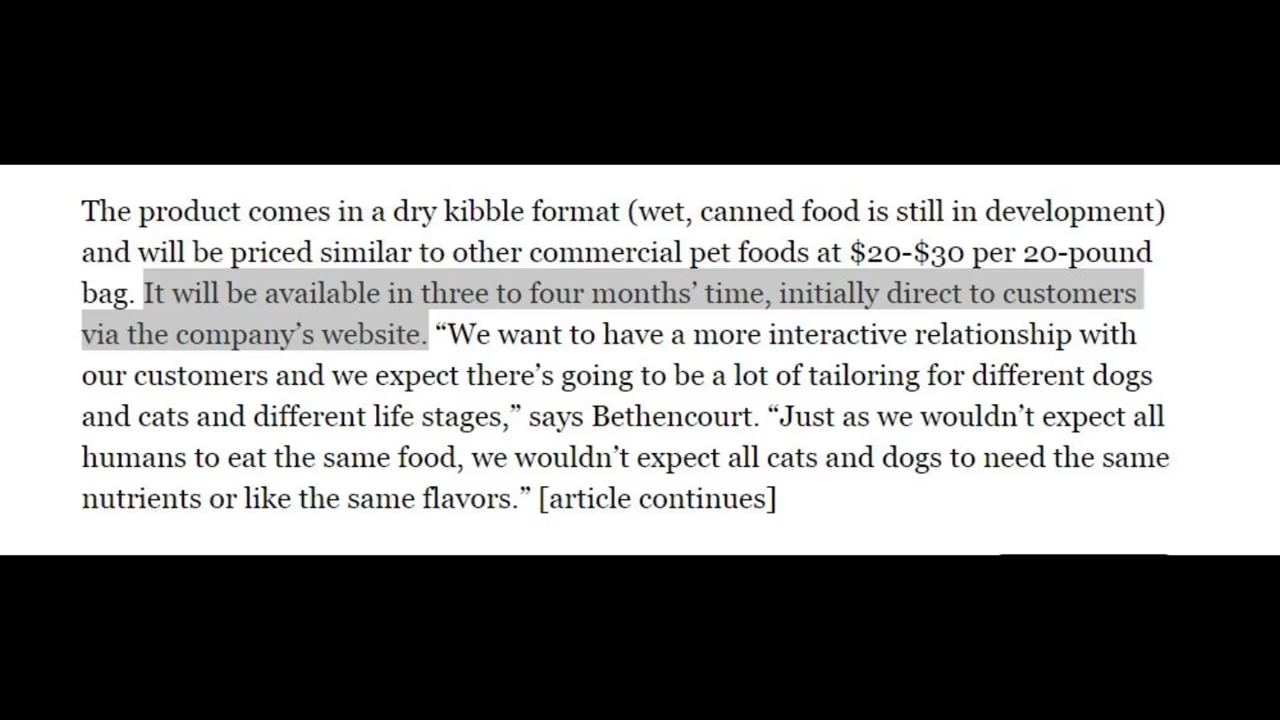 The product comes in a dry kibble format (wet, canned food is still in development)
and will be priced similar to other commercial pet foods at $20-$30 per 20-pound
bag. It will be available in three to four months’ time, initially direct to customers
via the company’s website. “We want to have a more interactive relationship with
our customers and we expect there’s going to be a lot of tailoring for different dogs
and cats and different life stages,” says Bethencourt. “Just as we wouldn’t expect all
humans to eat the same food, we wouldn’t expect all cats and dogs to need the same
nutrients or like the same flavors.” [article continues]